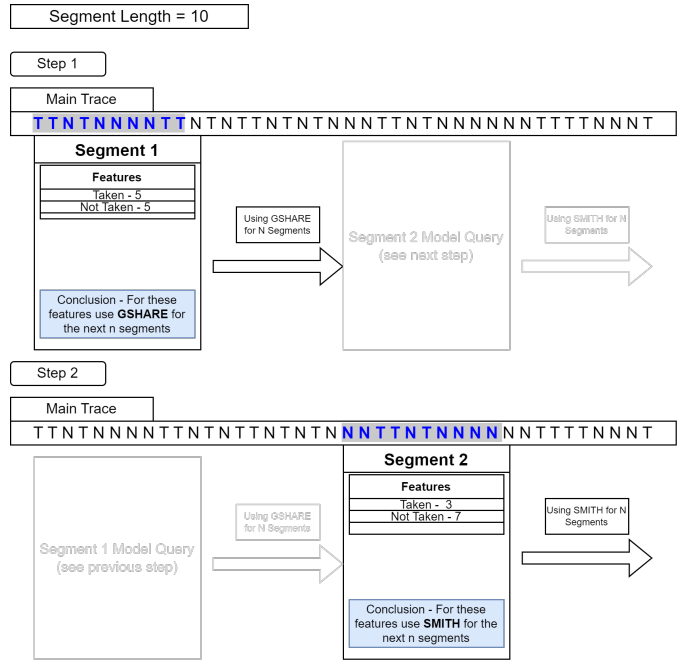 Segment Length = 10
Step 1
Main Trace
T T N T N N N N T T N T N T T N T N T N N N T T N T N N N N N N T T T T N N N T
Segment 1
Features
Taken - 5
Not Taken - 5
Conclusion - For these
features use GSHARE for
the next n segments
Using GSHARE
for N Segments
Segment 2 Model Query
(see next step)
Using SMITH for N
Segments
Step 2
Main Trace
T T N T N N N N T T N T N T T N T N T N N N T T N T N N N N N N T T T T N N N T
Segment 1 Model Query
(see previous step)
Using GSHARE
for N Segments
Segment 2
Features
Taken - 3
Not Taken - 7
Conclusion - For these
features use SMITH for the
next n segments
Using SMITH for N
Segments